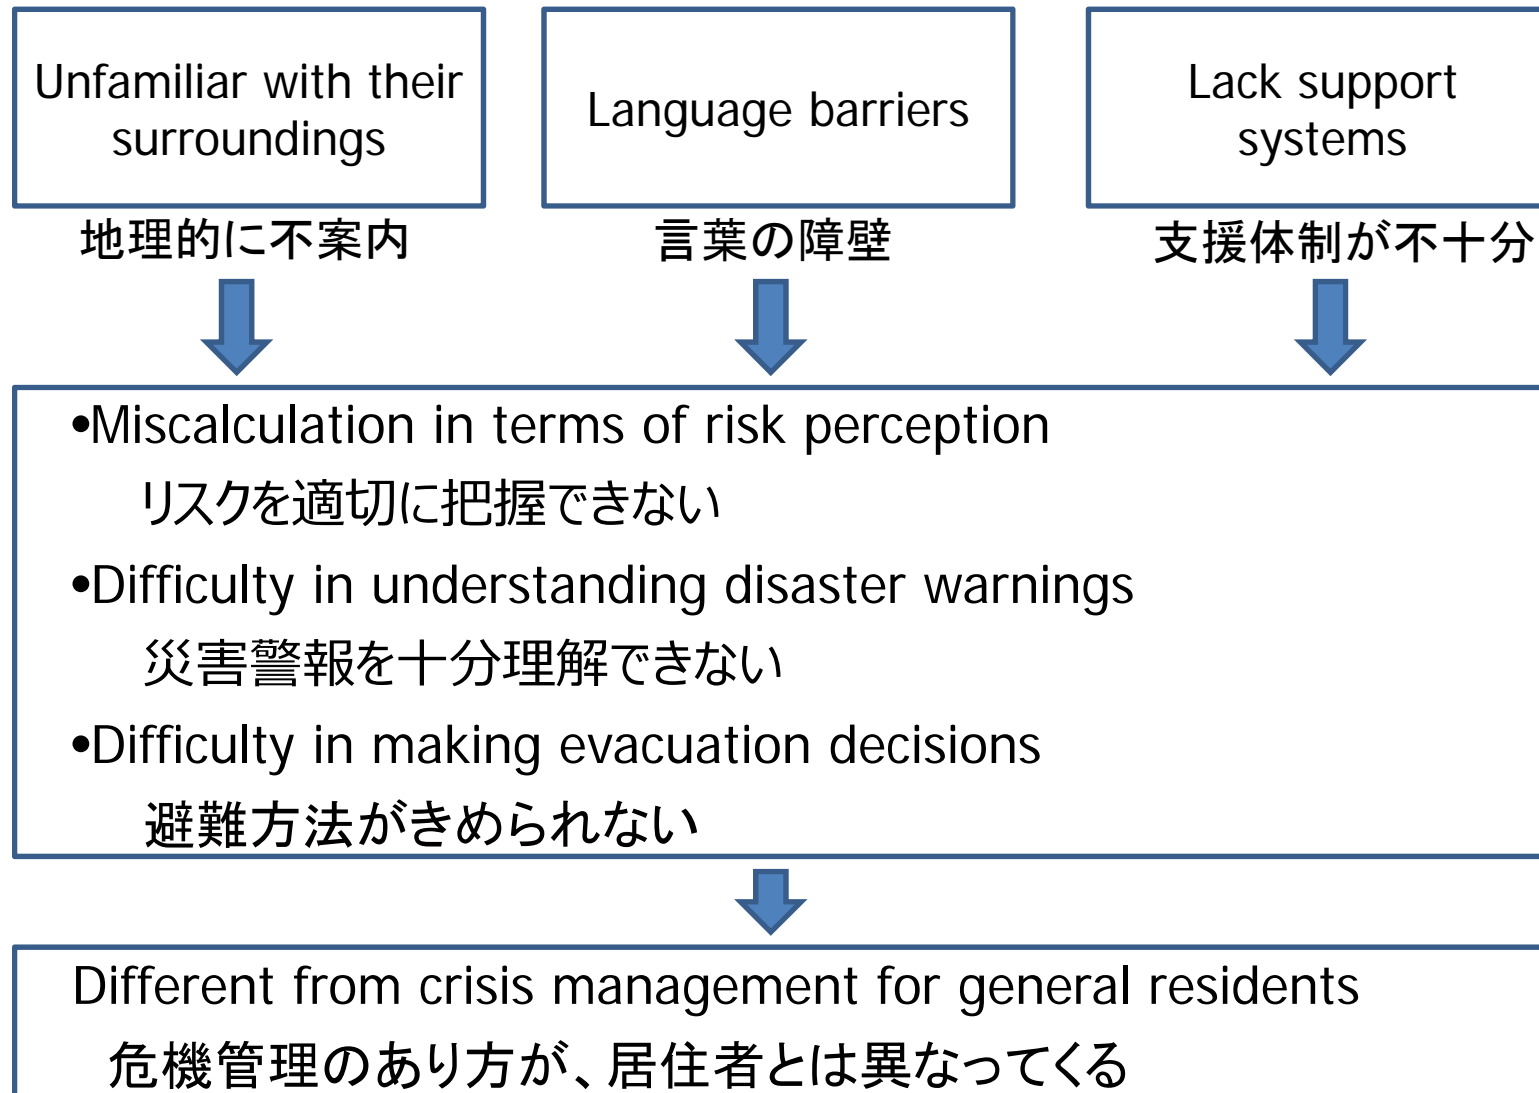 Unfamiliar with their
surroundings
Language barriers
Lack support
systems
地理的に不案内
言葉の障壁
支援体制が不十分
•Miscalculation in terms of risk perception
リスクを適切に把握できない
•Difficulty in understanding disaster warnings
災害警報を十分理解できない
•Difficulty in making evacuation decisions
避難方法がきめられない
Different from crisis management for general residents
危機管理のあり方が、居住者とは異なってくる